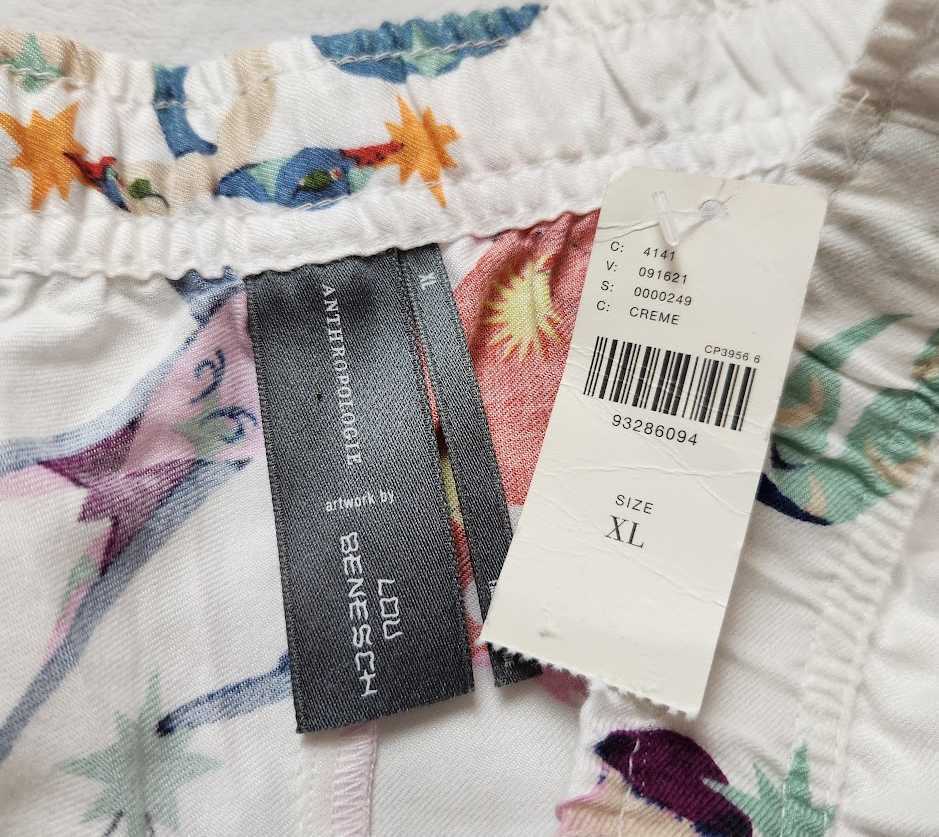 ANTHROPOLOGIE
artwork by
LOU
BENESCH
XL
C: 4141
V: 091621
S: 0000249
C: CREME
CP3956 6
93286094
SIZE
XL